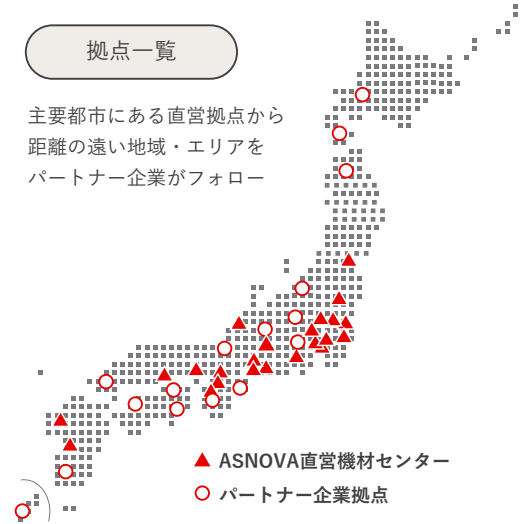 拠点一覧
主要都市にある直営拠点から
距離の遠い地域・エリアを
パートナー企業がフォロー
ASNOVA直営機材センター
パートナー企業拠点